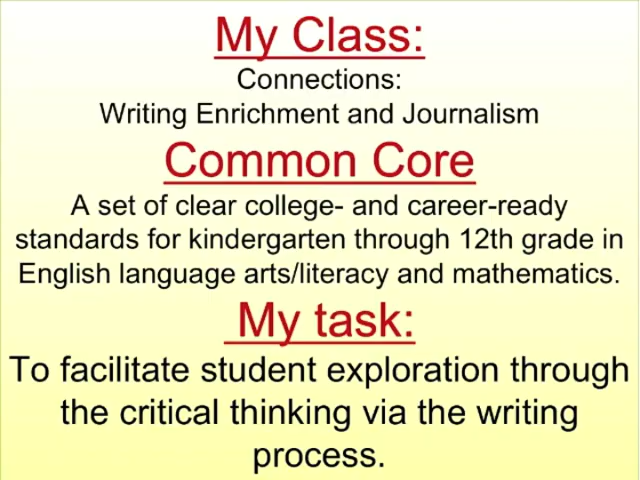 My Class:
Connections:
Writing Enrichment and Journalism
Common Core
A set of clear college- and career-ready
standards for kindergarten through 12th grade in
English language arts/literacy and mathematics.
My task:
To facilitate student exploration through
the critical thinking via the writing
process.